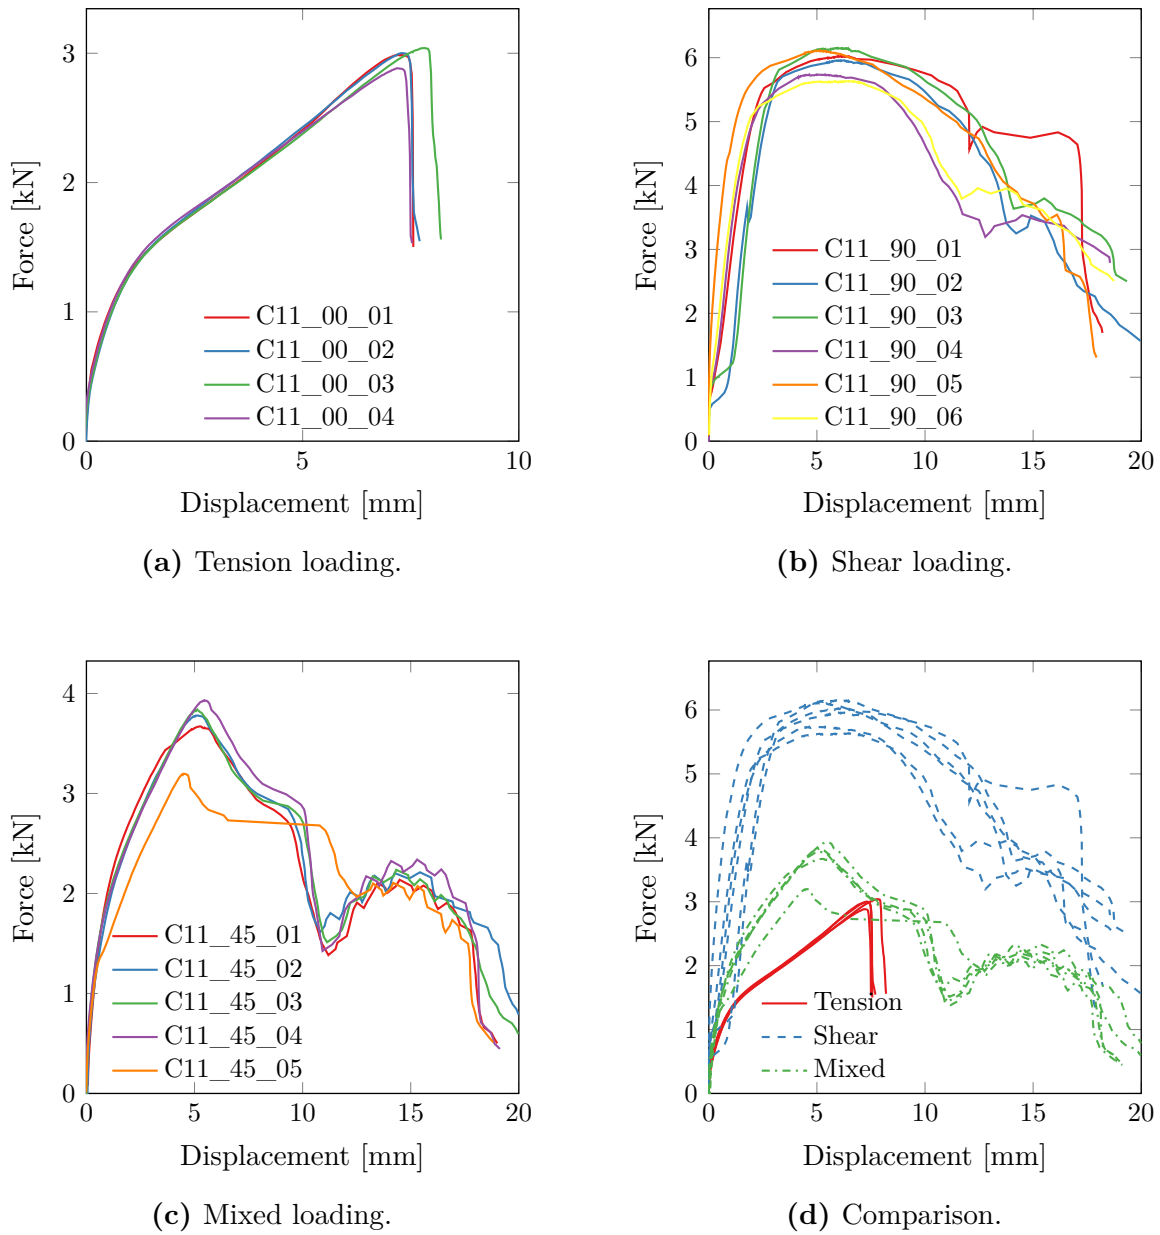 3
2
1
0
0
5
10
Force [kN]
Displacement [mm]
C11_00_01
C11_00_02
C11_00_03
C11_00_04
(a) Tension loading.
6
5
4
3
2
1
0
0
5
10
15
20
Force [kN]
Displacement [mm]
C11_90_01
C11_90_02
C11_90_03
C11_90_04
C11_90_05
C11_90_06
(b) Shear loading.
4
3
2
1
0
0
5
10
15
20
Force [kN]
Displacement [mm]
C11_45_01
C11_45_02
C11_45_03
C11_45_04
C11_45_05
(c) Mixed loading.
6
5
4
3
2
1
0
0
5
10
15
20
Force [kN]
Displacement [mm]
Tension
Shear
Mixed
(d) Comparison.